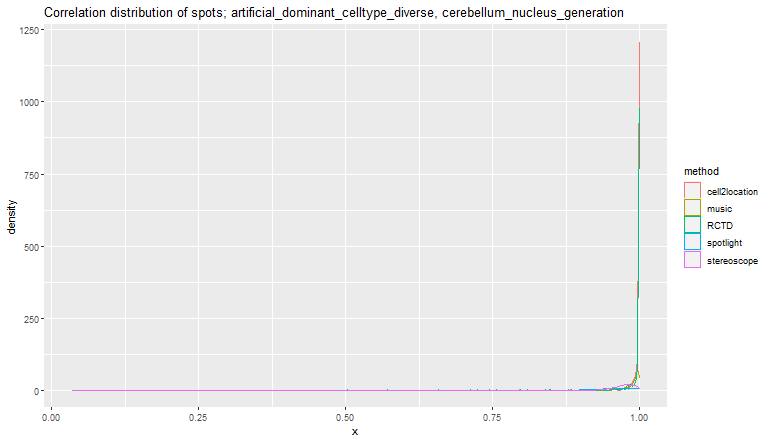 Correlation distribution of spots; artificial_dominant_celltype_diverse, cerebellum_nucleus_generation
1250
1000
750
500
250
0
density
0.00 0.25 0.50 0.75 1.00
x
method
cell2location
music
RCTD
spotlight
stereoscope